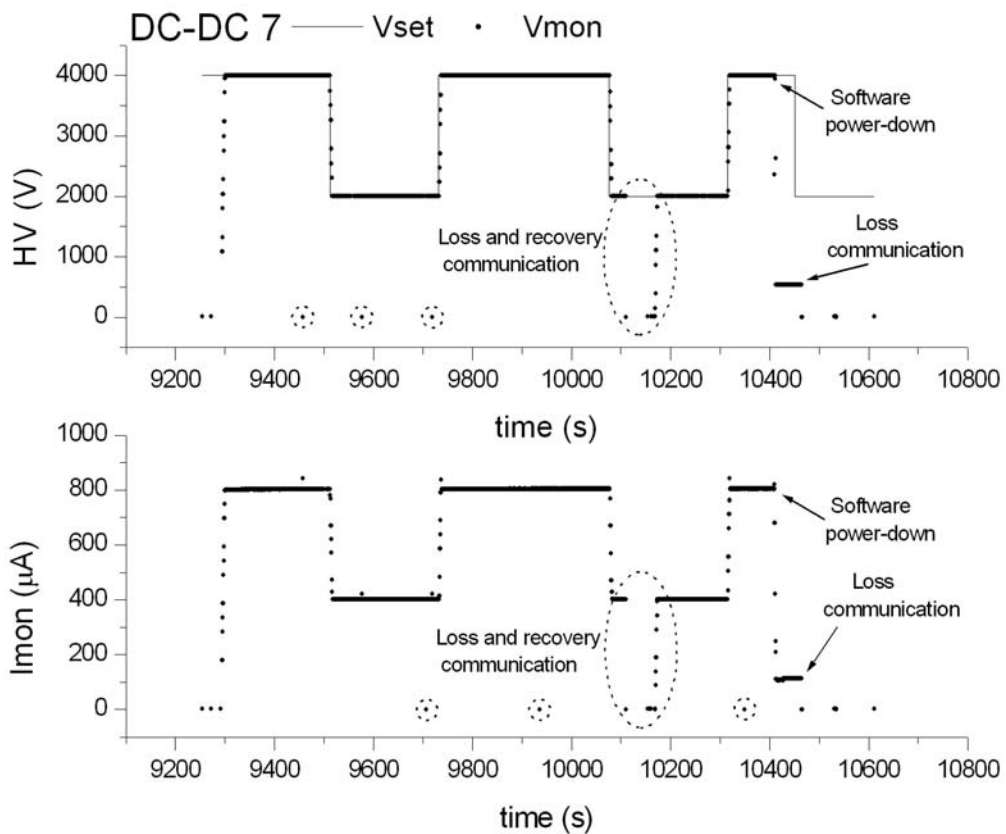 DC-DC 7 — Vset • Vmon
4000
3000
2000
1000
0
HV (V)
Software
power-down
Loss and recovery
communication
Loss
communication
9200 9400 9600 9800 10000 10200 10400 10600 10800
time (s)
1000
800
600
400
200
0
Imon (μA)
Software
power-down
Loss and recovery
communication
Loss
communication
9200 9400 9600 9800 10000 10200 10400 10600 10800
time (s)